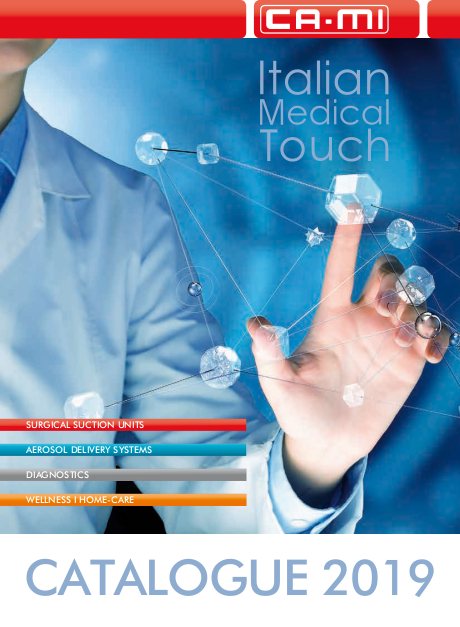 CA-MI
Italian
Medical
Touch
SURGICAL SUCTION UNITS
AEROSOL DELIVERY SYSTEMS
DIAGNOSTICS
WELLNESS I HOME-CARE
CATALOGUE 2019